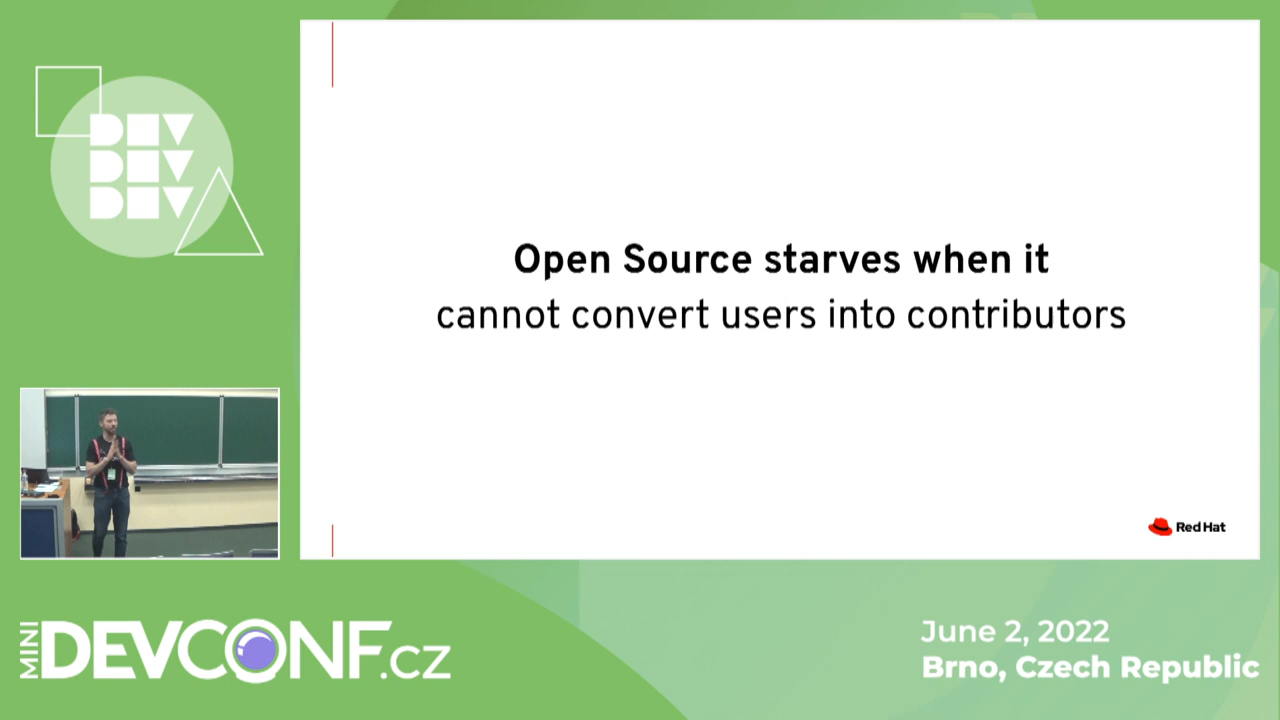 DEV
DEV
DEV
Open Source starves when it
cannot convert users into contributors
Red Hat
MINI
DEVCONF.CZ
June 2, 2022
Brno, Czech Republic